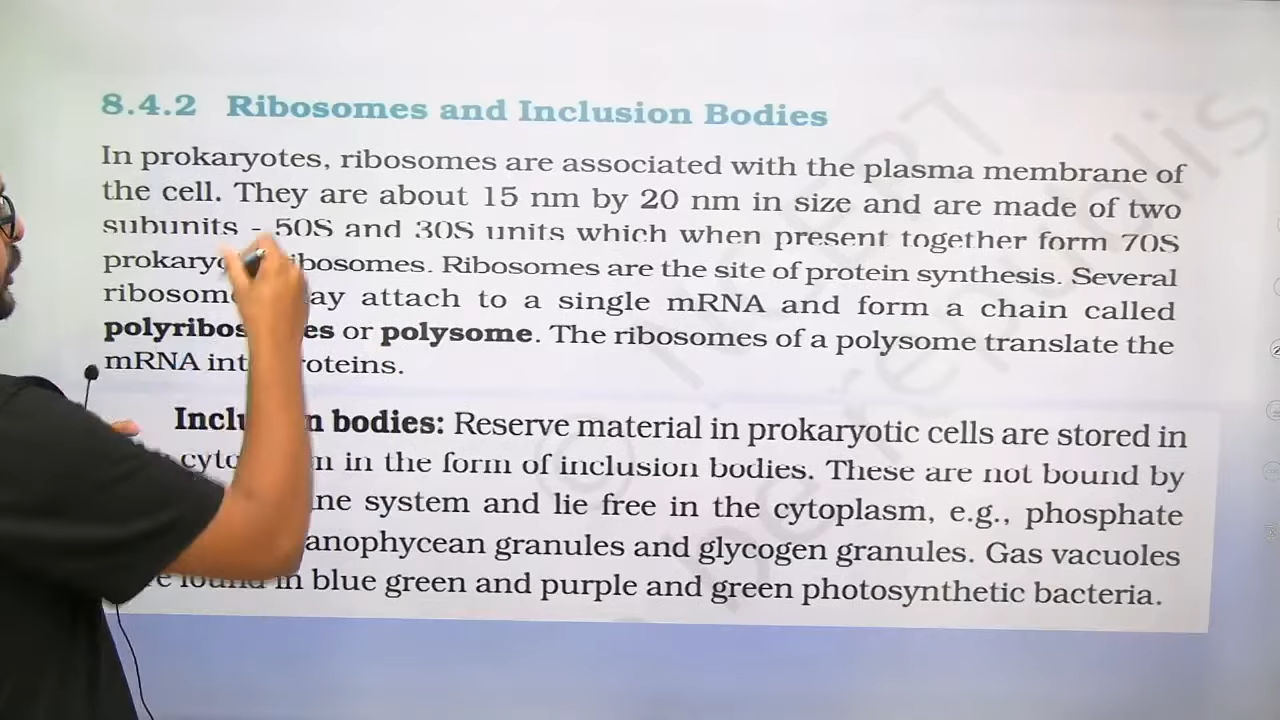 8.4.2 Ribosomes and Inclusion Bodies
In prokaryotes, ribosomes are associated with the plasma membrane of
the cell. They are about 15 nm by 20 nm in size and are made of two
subunits - 50S and 30S units which when present together form 70S
prokaryo ibosomes. Ribosomes are the site of protein synthesis. Several
ribosom ay attach to a single mRNA and form a chain called
polyribos es or polysome. The ribosomes of a polysome translate the
mRNA int roteins.
Inclu n bodies: Reserve material in prokaryotic cells are stored in
cyto m in the form of inclusion bodies. These are not bound by
ne system and lie free in the cytoplasm, e.g., phosphate
anophycean granules and glycogen granules. Gas vacuoles
e found in blue green and purple and green photosynthetic bacteria.